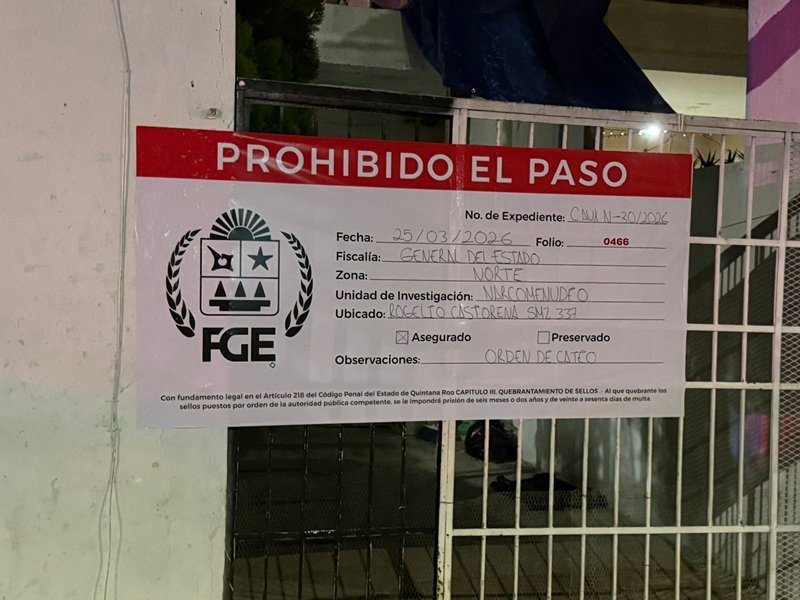 PROHIBIDO EL PASO
No. de Expediente: CAVI N-30/2026
Fecha: 25/03/2026 Folio: 0466
Fiscalía: GENERAL DEL ESTADO
Zona: NORTE
Unidad de Investigación: NARCOMENUDEO
Ubicado: ROGELIO CASTORENA SMZ 337
Asegurado Preservado
Observaciones: ORDEN DE CATEO
FGE
Con fundamento legal en el Artículo 218 del Código Penal del Estado de Quintana Roo CAPITULO III. QUEBRANTAMIENTO DE SELLOS .- Al que quebrante los
sellos puestos por orden de la autoridad pública competente, se le impondrá prisión de seis meses o dos años y de veinte a sesenta días de multa.